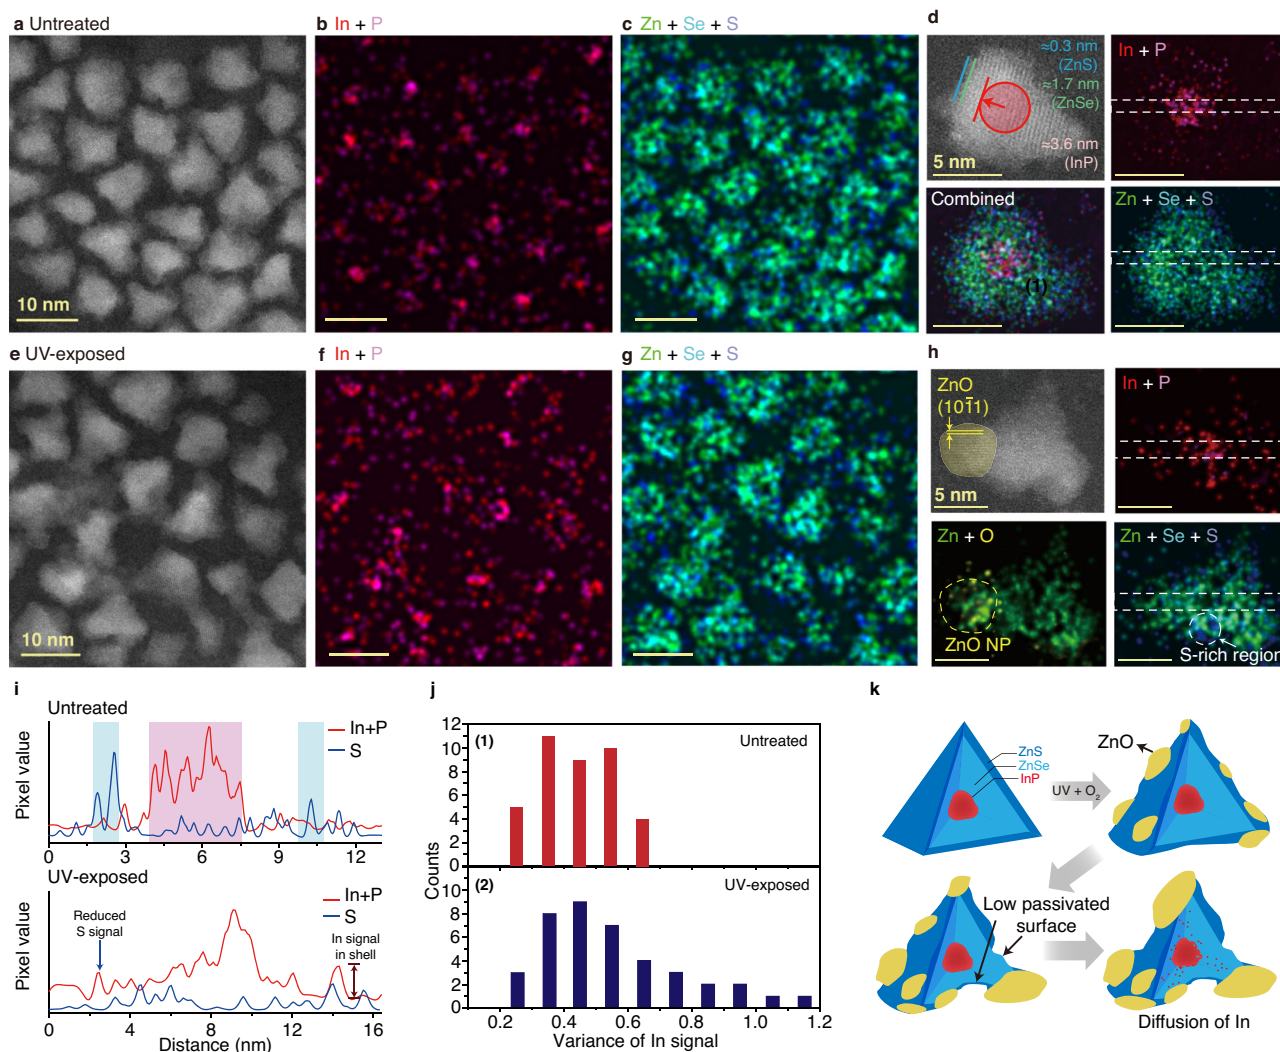 a Untreated
b In + P
c Zn + Se + S
d
10 nm
≈0.3 nm
(ZnS)
≈1.7 nm
(ZnSe)
≈3.6 nm
(InP)
5 nm
In + P
Combined
(1)
Zn + Se + S
e UV-exposed
f In + P
g Zn + Se + S
h
10 nm
ZnO
(101̄1)
5 nm
In + P
Zn + O
ZnO NP
Zn + Se + S
S-rich region
i
Untreated
In+P
S
Pixel value
0 3 6 9 12
UV-exposed
In+P
S
Reduced
S signal
In signal
in shell
Pixel value
0 4 8 12 16
Distance (nm)
j
12
10
8
6
4
2
0
(1)
Untreated
Counts
10
8
6
4
2
0
(2)
UV-exposed
0.2 0.4 0.6 0.8 1.0 1.2
Variance of In signal
k
ZnS
ZnSe
InP
UV + O₂
ZnO
Low passivated
surface
Diffusion of In